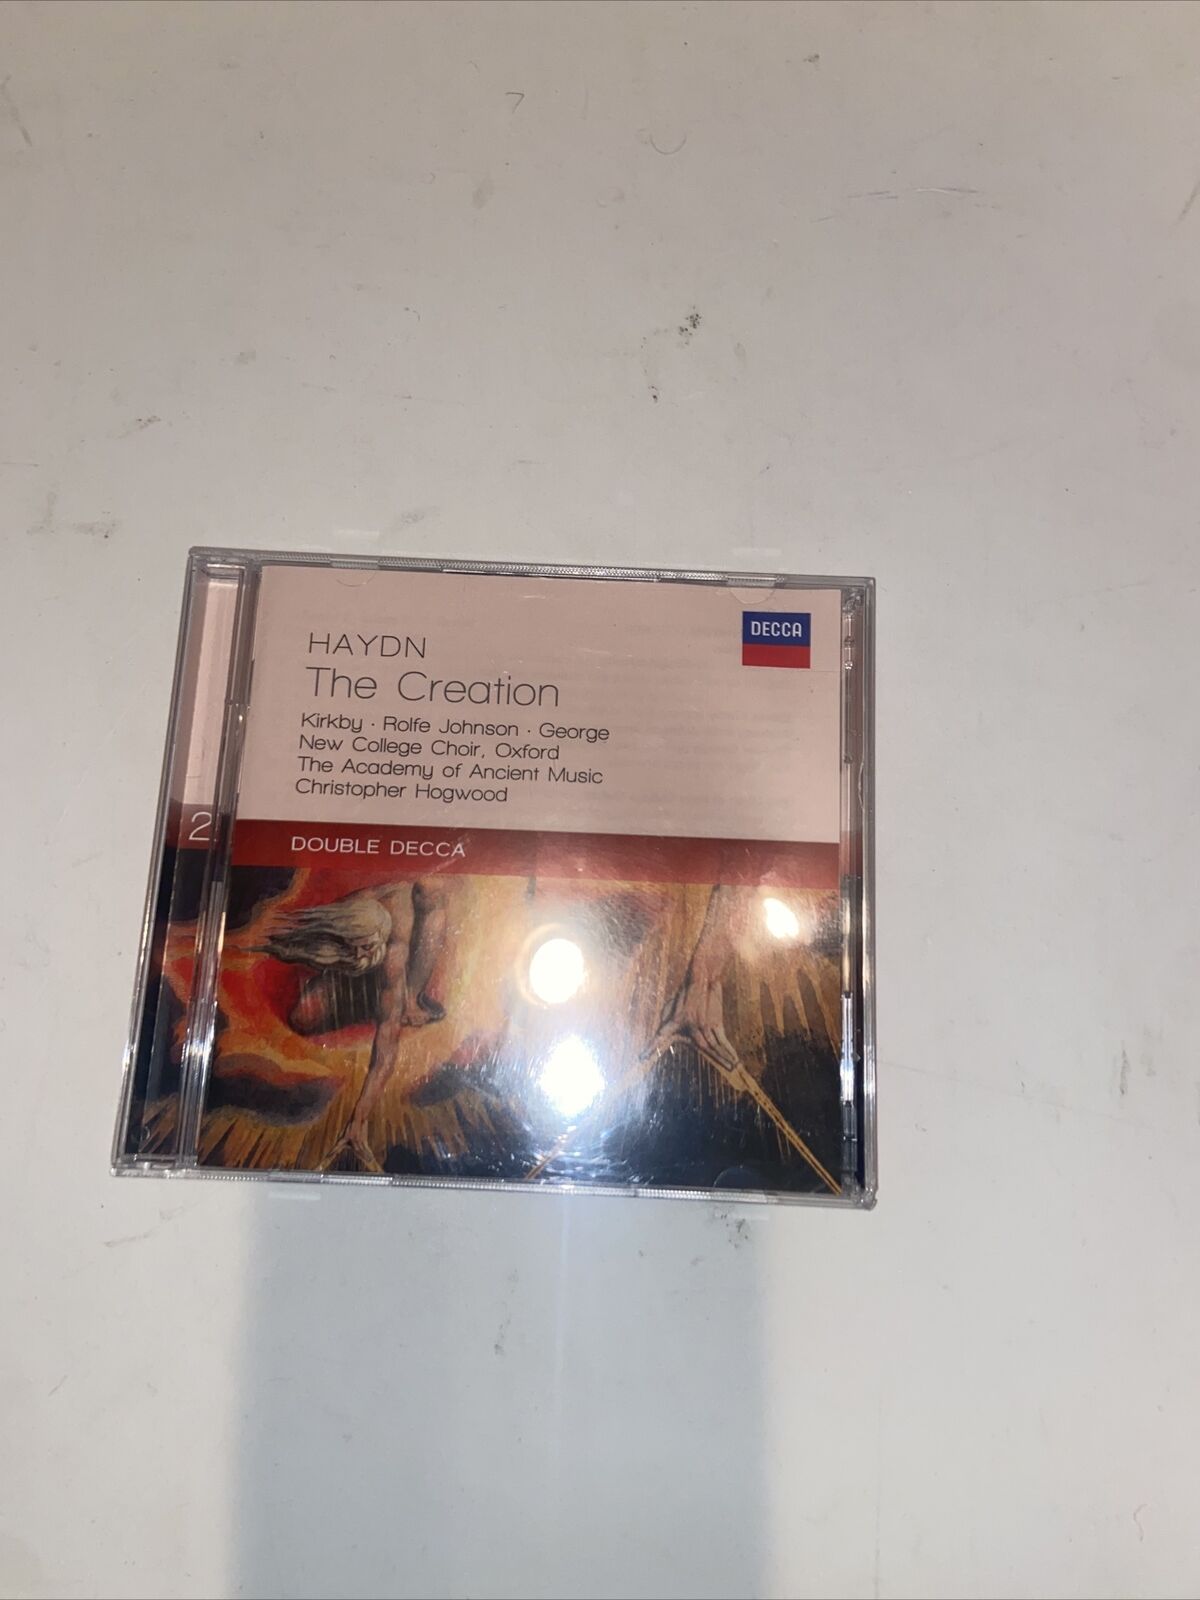 DECCA
HAYDN
The Creation
Kirkby · Rolfe Johnson · George
New College Choir, Oxford
The Academy of Ancient Music
Christopher Hogwood
2
DOUBLE DECCA